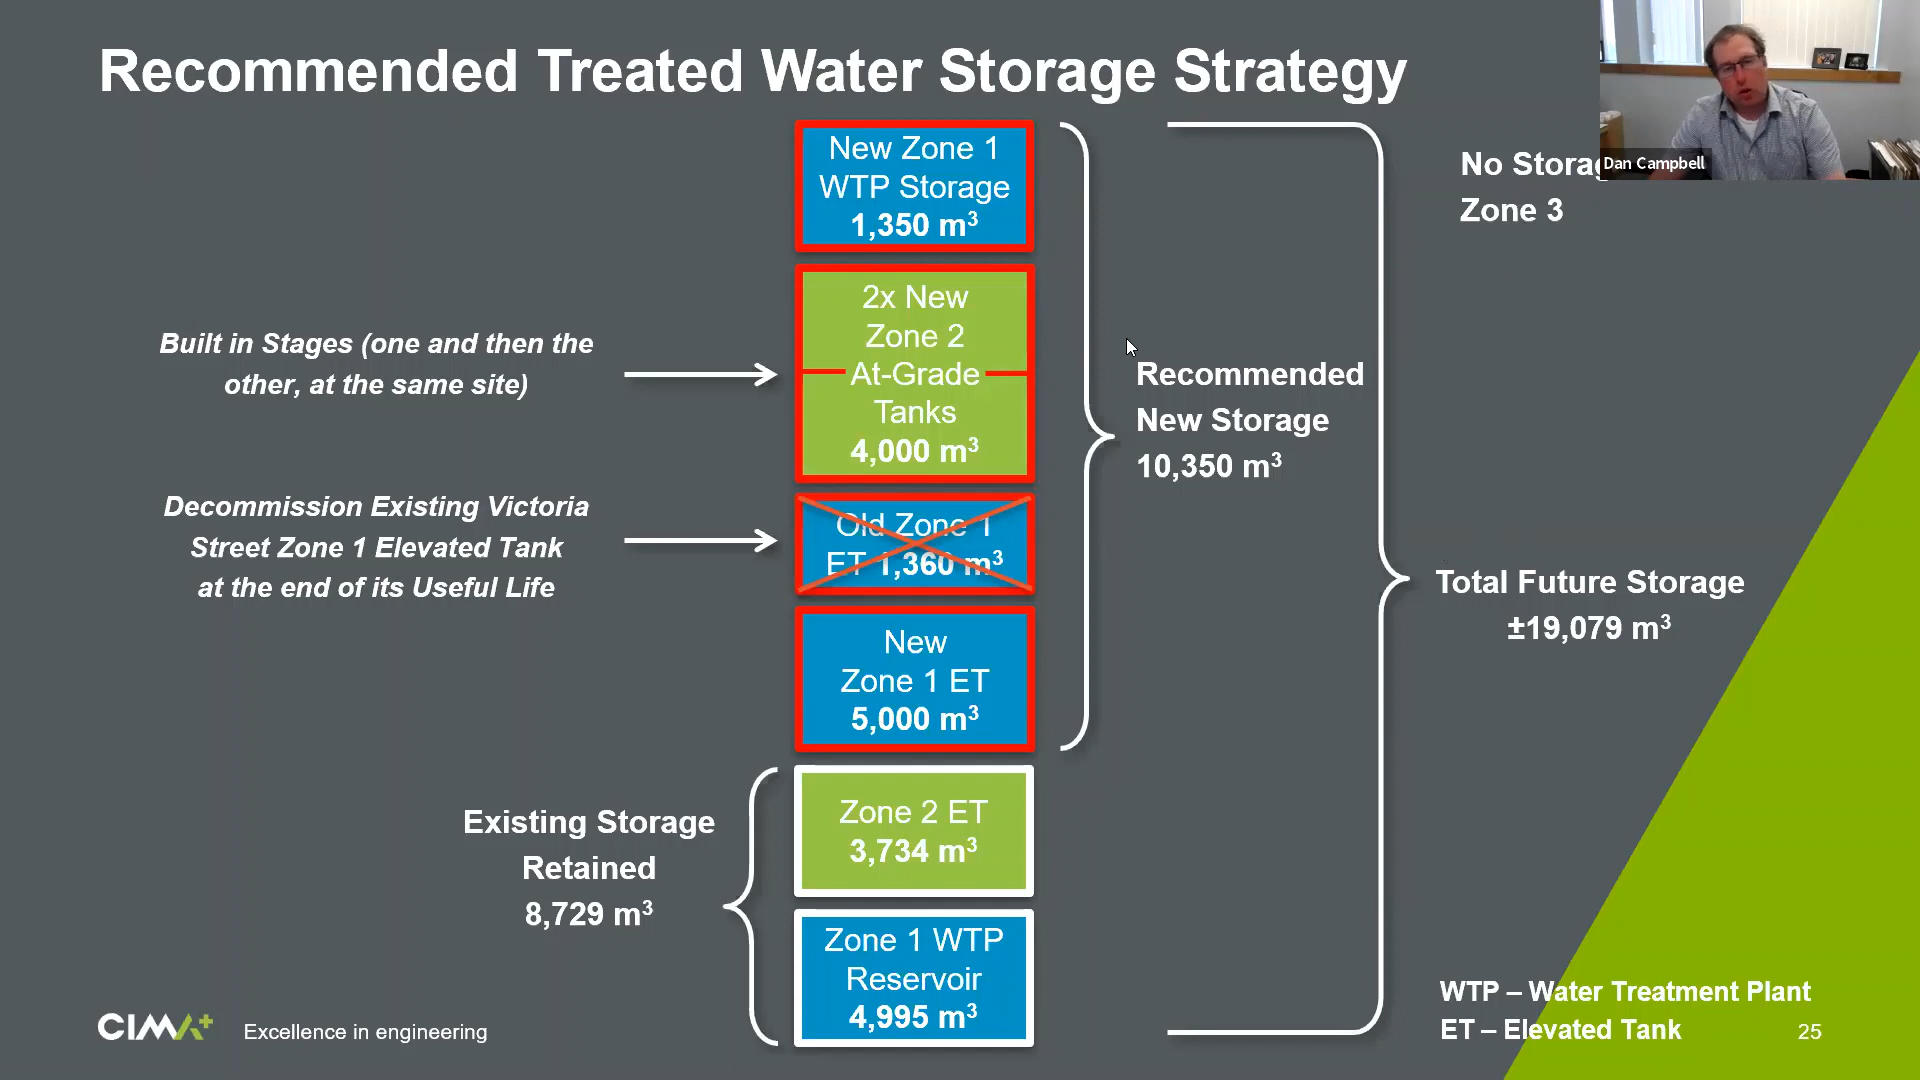 Recommended Treated Water Storage Strategy
Dan Campbell
New Zone 1
WTP Storage
1,350 m³
No
Zone 3
2x New
Zone 2
At-Grade
Tanks
4,000 m³
Built in Stages (one and then the
other, at the same site)
Recommended
New Storage
10,350 m³
Decommission Existing Victoria
Street Zone 1 Elevated Tank
at the end of its Useful Life
Old Zone 1
ET 1,360 m³
Total Future Storage
±19,079 m³
New
Zone 1 ET
5,000 m³
Existing Storage
Retained
8,729 m³
Zone 2 ET
3,734 m³
Zone 1 WTP
Reservoir
4,995 m³
WTP – Water Treatment Plant
ET – Elevated Tank
CIMA+
Excellence in engineering
25